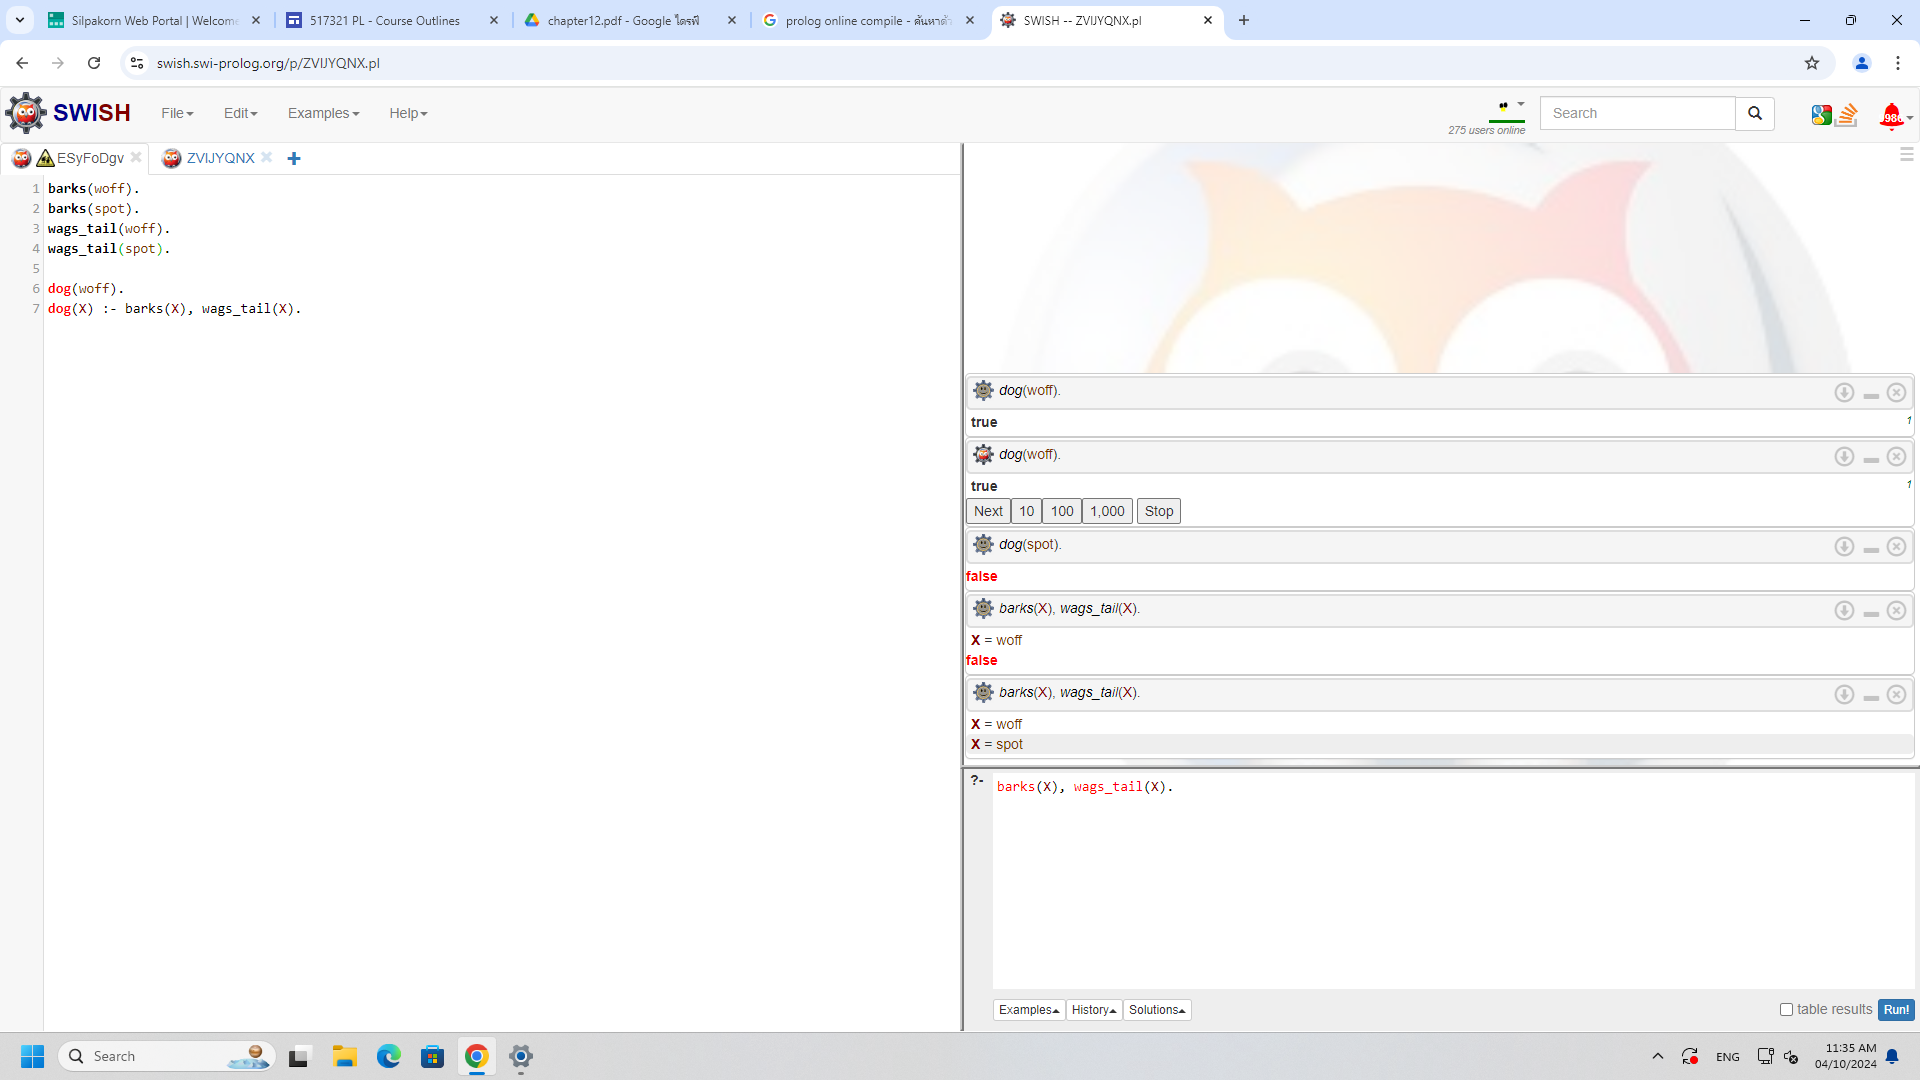 Silpakorn Web Portal | Welcome
517321 PL - Course Outlines
chapter12.pdf - Google ไดรฟ์
prolog online compile - ค้นหาด้ว
SWISH -- ZVIJYQNX.pl
swish.swi-prolog.org/p/ZVIJYQNX.pl
SWISH
File
Edit
Examples
Help
275 users online
Search
ESyFoDgv
ZVIJYQNX
1 barks(woff).
2 barks(spot).
3 wags_tail(woff).
4 wags_tail(spot).
5
6 dog(woff).
7 dog(X) :- barks(X), wags_tail(X).
dog(woff).
true 1
dog(woff).
true 1
Next 10 100 1,000 Stop
dog(spot).
false
barks(X), wags_tail(X).
X = woff
false
barks(X), wags_tail(X).
X = woff
X = spot
?- barks(X), wags_tail(X).
Examples History Solutions
table results Run!
Search
ENG
11:35 AM
04/10/2024